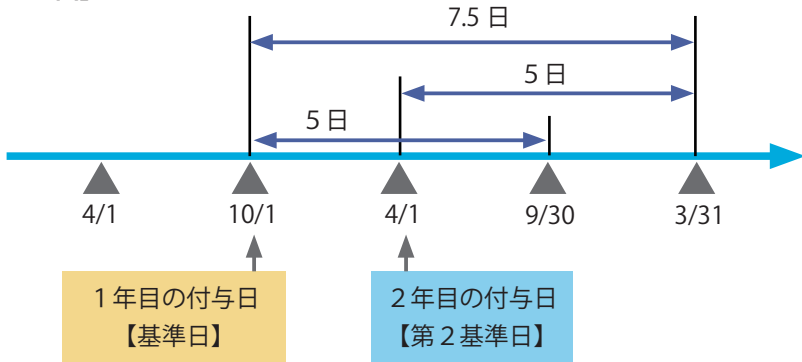 7.5 日
5 日
5 日
4/1
10/1
4/1
9/30
3/31
1 年目の付与日
【基準日】
2 年目の付与日
【第2基準日】